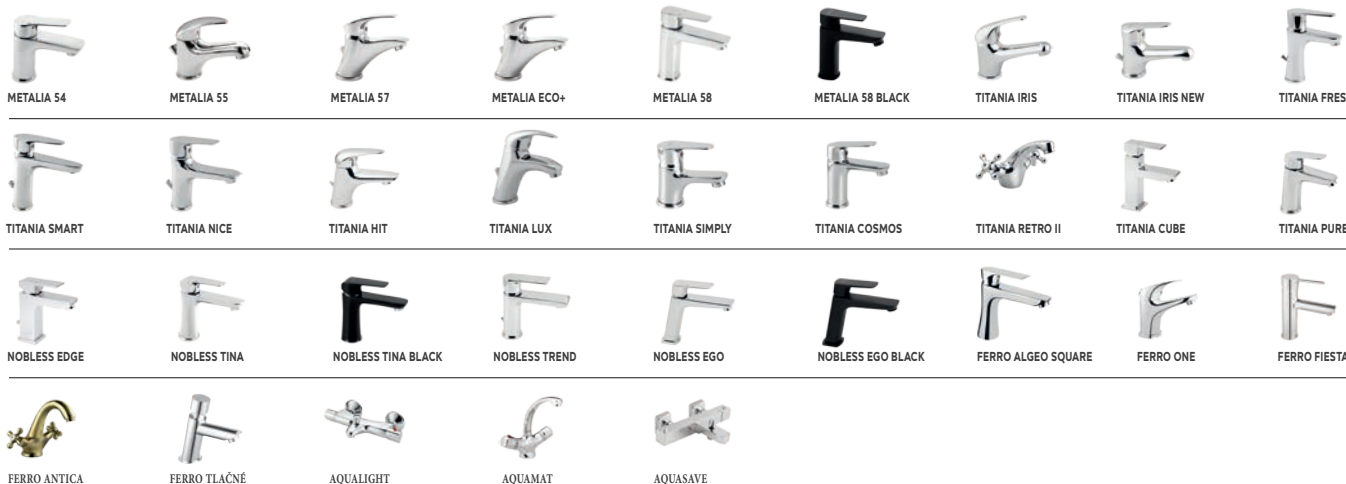 METALIA 54 METALIA 55 METALIA 57 METALIA ECO+ METALIA 58 METALIA 58 BLACK TITANIA IRIS TITANIA IRIS NEW TITANIA FRES
TITANIA SMART TITANIA NICE TITANIA HIT TITANIA LUX TITANIA SIMPLY TITANIA COSMOS TITANIA RETRO II TITANIA CUBE TITANIA PURE
NOBLESS EDGE NOBLESS TINA NOBLESS TINA BLACK NOBLESS TREND NOBLESS EGO NOBLESS EGO BLACK FERRO ALGEO SQUARE FERRO ONE FERRO FIESTA
FERRO ANTICA FERRO TLAČNÉ AQUALIGHT AQUAMAT AQUASAVE